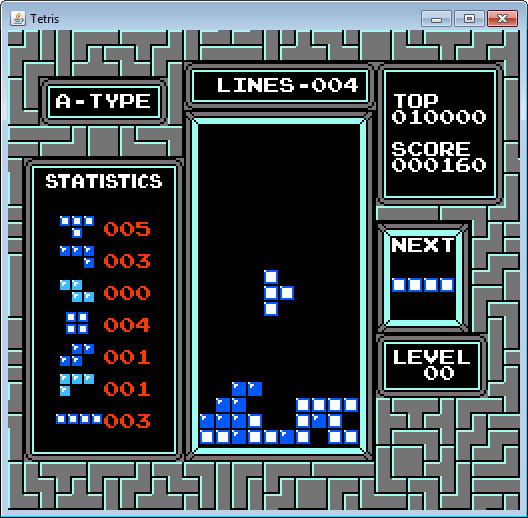 Tetris
A-TYPE
LINES-004
TOP
010000
SCORE
000160
STATISTICS
005
003
000
004
001
001
003
NEXT
LEVEL
00